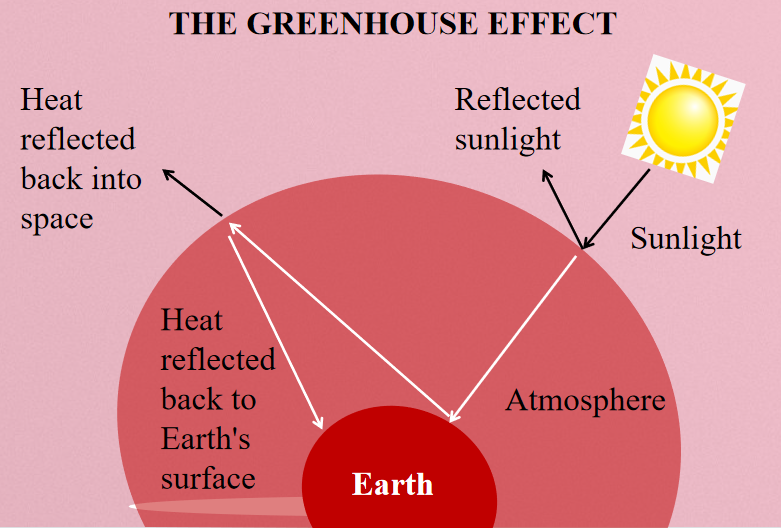 THE GREENHOUSE EFFECT
Heat
reflected
back into
space
Reflected
sunlight
Sunlight
Heat
reflected
back to
Earth's
surface
Atmosphere
Earth